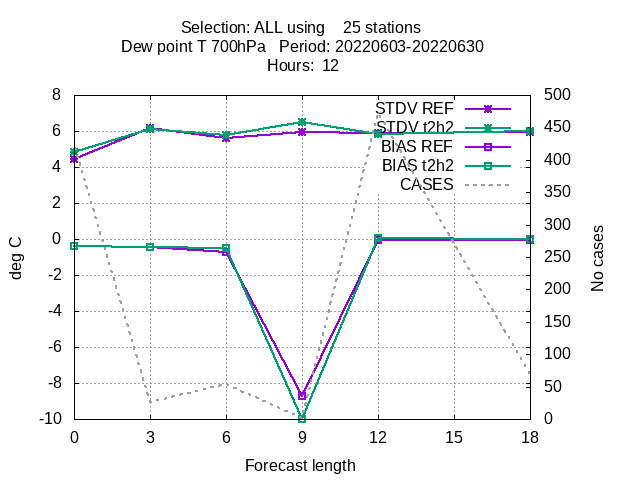 Selection: ALL using    25 stations
Dew point T 700hPa   Period: 20220603-20220630
Hours:  12
STDV REF
STDV t2h2
BIAS REF
BIAS t2h2
CASES
8
6
4
2
0
-2
-4
-6
-8
-10
deg C
500
450
400
350
300
250
200
150
100
50
0
No cases
0 3 6 9 12 15 18
Forecast length